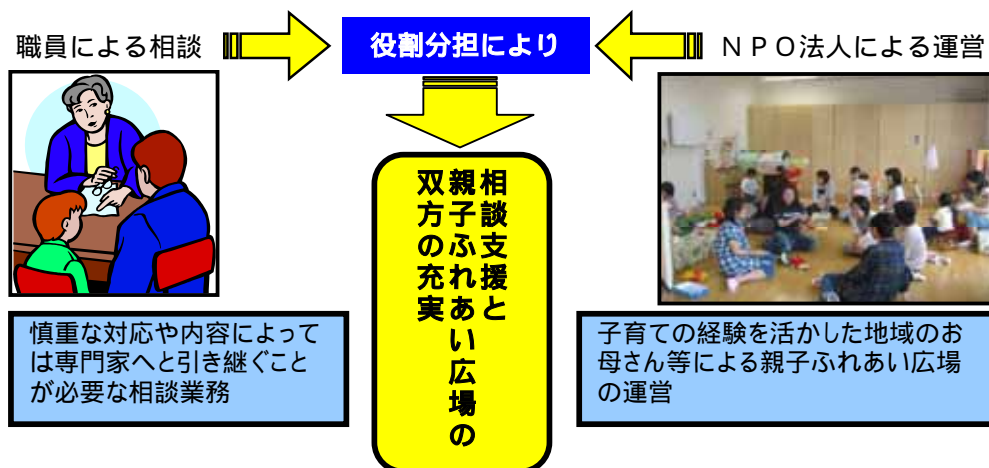 職員による相談
役割分担により
ＮＰＯ法人による運営
相談支援と
親子ふれあい広場の
双方の充実
慎重な対応や内容によって
は専門家へと引き継ぐこと
が必要な相談業務
子育ての経験を活かした地域のお
母さん等による親子ふれあい広場
の運営